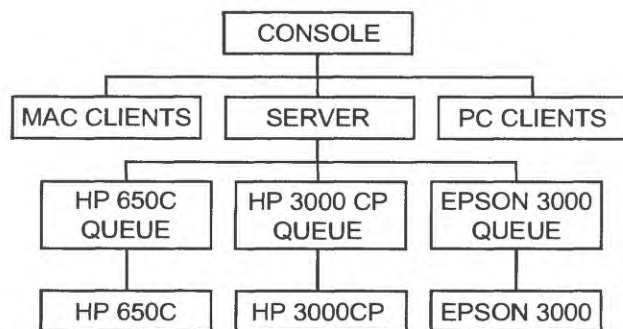 CONSOLE
MAC CLIENTS
SERVER
PC CLIENTS
HP 650C
QUEUE
HP 3000 CP
QUEUE
EPSON 3000
QUEUE
HP 650C
HP 3000CP
EPSON 3000